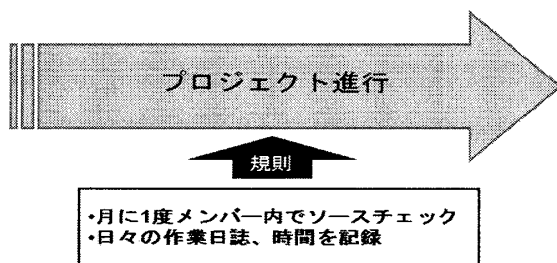 プロジェクト進行
規則
・月に1度メンバー内でソースチェック
・日々の作業日誌、時間を記録